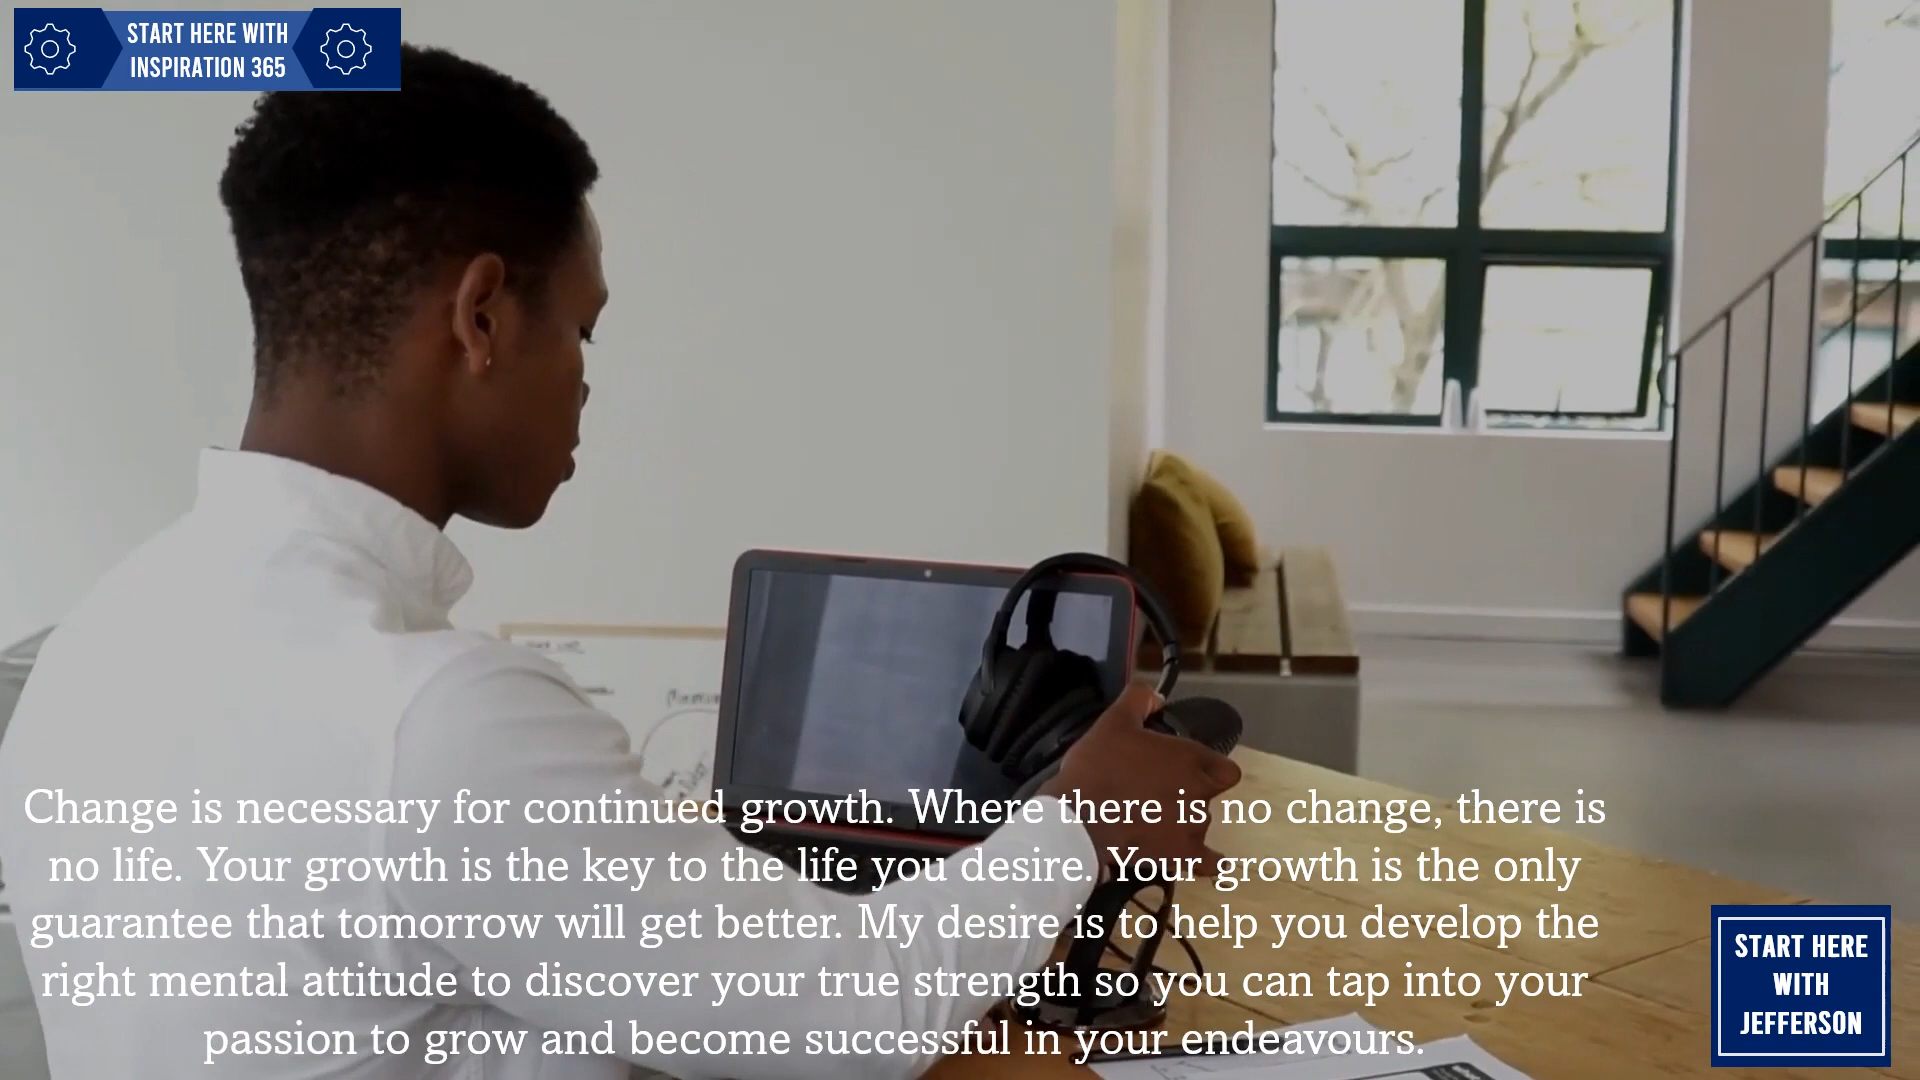 START HERE WITH
INSPIRATION 365
Change is necessary for continued growth. Where there is no change, there is
no life. Your growth is the key to the life you desire. Your growth is the only
guarantee that tomorrow will get better. My desire is to help you develop the
right mental attitude to discover your true strength so you can tap into your
passion to grow and become successful in your endeavours.
START HERE
WITH
JEFFERSON